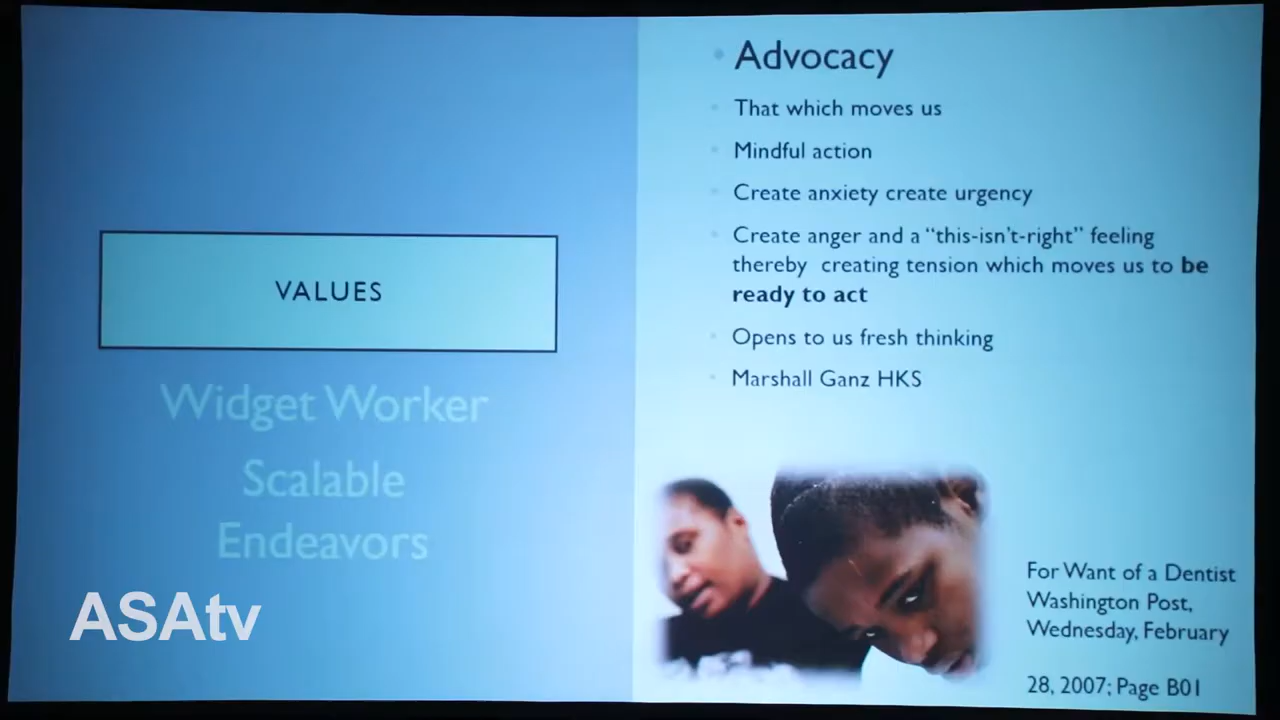 VALUES
Widget Worker
Scalable
Endeavors
ASAtv
Advocacy
That which moves us
Mindful action
Create anxiety create urgency
Create anger and a “this-isn’t-right” feeling
thereby creating tension which moves us to be
ready to act
Opens to us fresh thinking
Marshall Ganz HKS
For Want of a Dentist
Washington Post,
Wednesday, February
28, 2007; Page B01